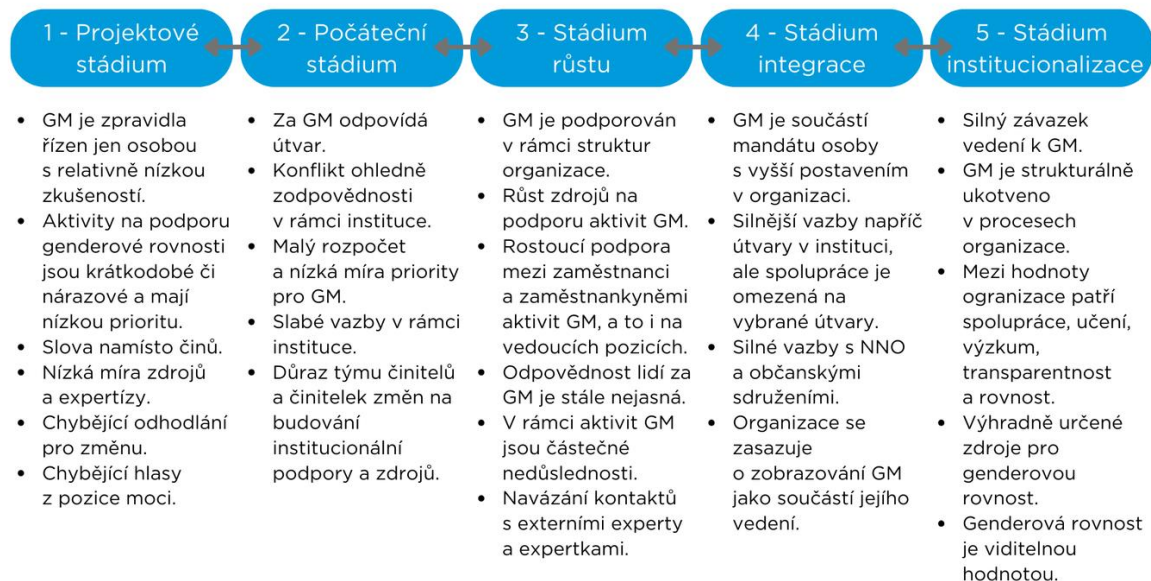 1 - Projektové
stádium
2 - Počáteční
stádium
3 - Stádium
růstu
4 - Stádium
integrace
5 - Stádium
institucionalizace
• GM je zpravidla
řízen jen osobou
s relativně nízkou
zkušeností.
• Aktivity na podporu
genderové rovnosti
jsou krátkodobé či
nárazové a mají
nízkou prioritu.
• Slova namísto činů.
• Nízká míra zdrojů
a expertízy.
• Chybějící odhodlání
pro změnu.
• Chybějící hlasy
z pozice moci.
• Za GM odpovídá
útvar.
• Konflikt ohledně
zodpovědnosti
v rámci instituce.
• Malý rozpočet
a nízká míra priority
pro GM.
• Slabé vazby v rámci
instituce.
• Důraz týmu činitelů
a činitelek změn na
budování
institucionální
podpory a zdrojů.
• GM je podporován
v rámci struktur
organizace.
• Růst zdrojů na
podporu aktivit GM.
• Rostoucí podpora
mezi zaměstnanci
a zaměstnankyněmi
aktivit GM, a to i na
vedoucích pozicích.
• Odpovědnost lidí za
GM je stále nejasná.
• V rámci aktivit GM
jsou částečné
nedůslednosti.
• Navázání kontaktů
s externími experty
a expertkami.
• GM je součástí
mandátu osoby
s vyšší postavením
v organizaci.
• Silnější vazby napříč
útvary v instituci,
ale spolupráce je
omezená na
vybrané útvary.
• Silné vazby s NNO
a občanskými
sdruženími.
• Organizace se
zasazuje
o zobrazování GM
jako součástí jejího
vedení.
• Silný závazek
vedení k GM.
• GM je strukturálně
ukotveno
v procesech
organizace.
• Mezi hodnoty
ogranizace patří
spolupráce, učení,
výzkum,
transparentnost
a rovnost.
• Výhradně určené
zdroje pro
genderovou
rovnost.
• Genderová rovnost
je viditelnou
hodnotou.